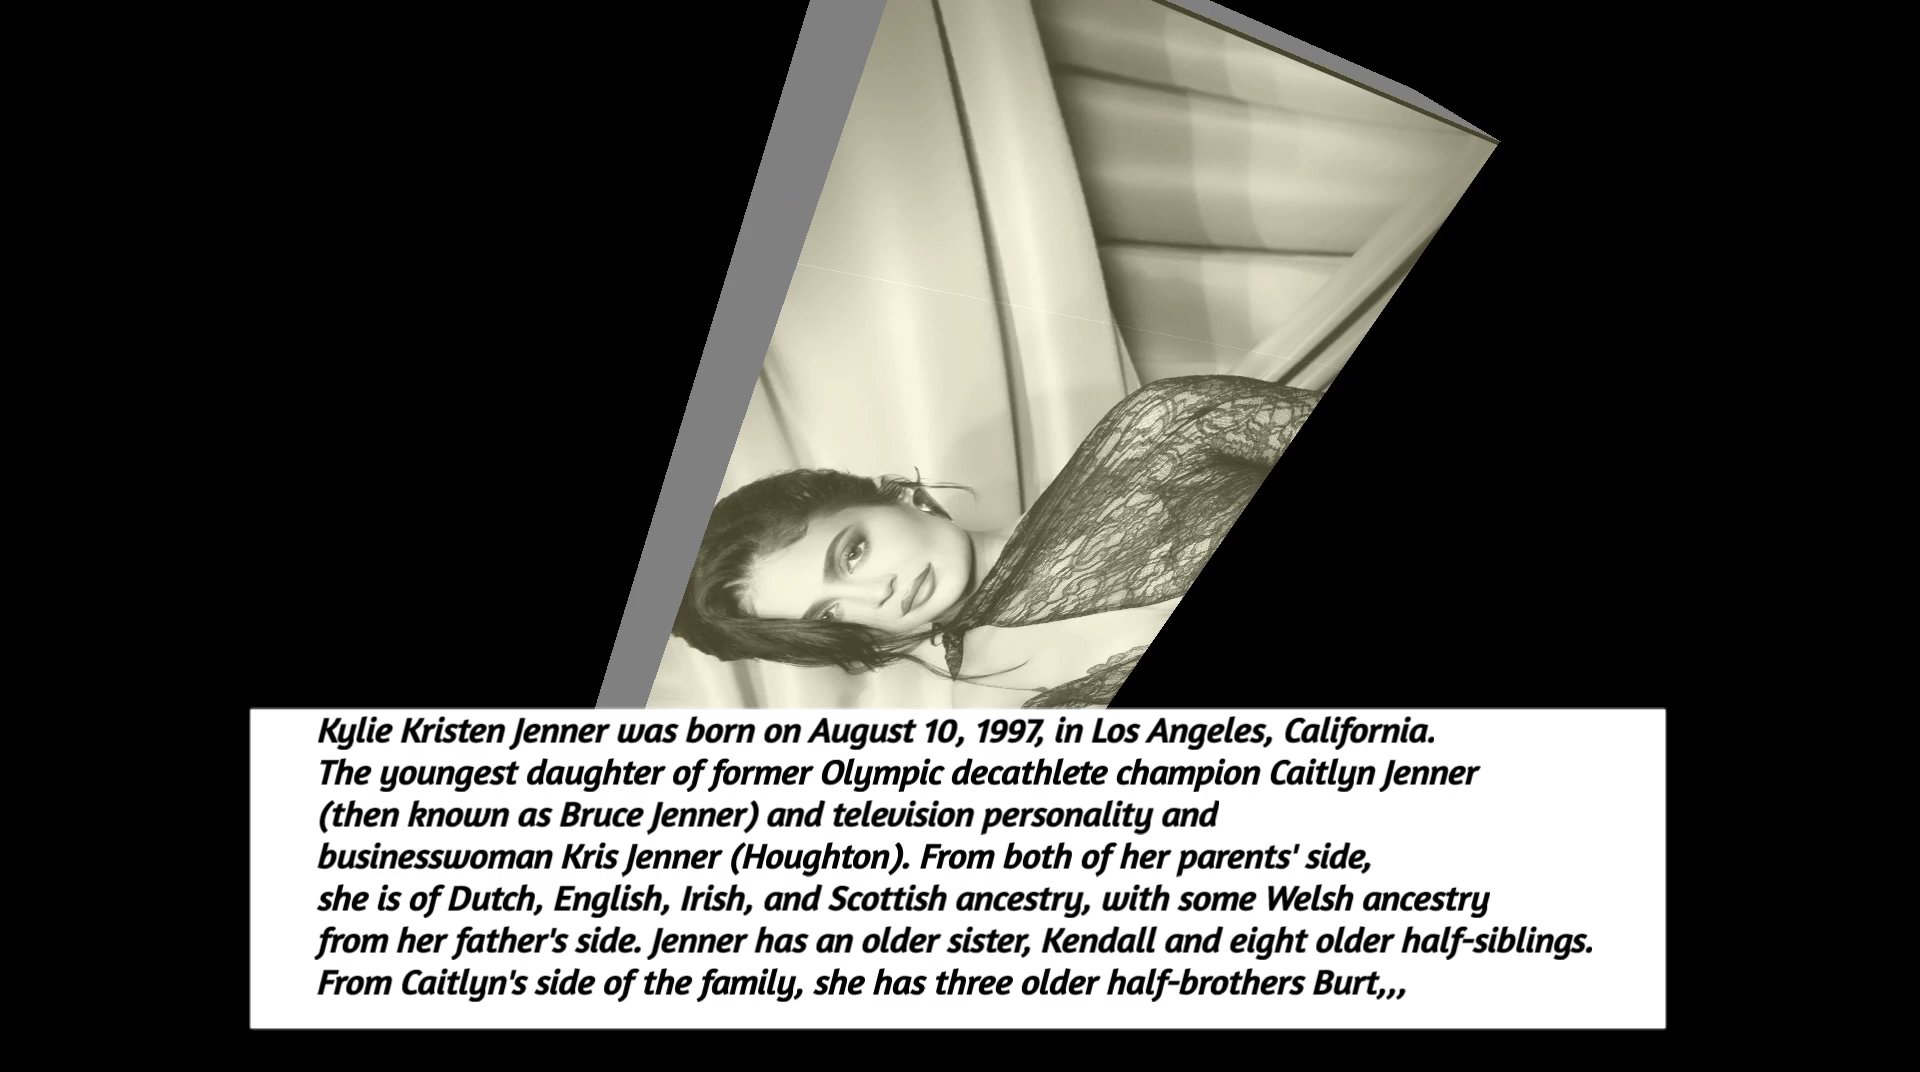 Kylie Kristen Jenner was born on August 10, 1997, in Los Angeles, California.
The youngest daughter of former Olympic decathlete champion Caitlyn Jenner
(then known as Bruce Jenner) and television personality and
businesswoman Kris Jenner (Houghton). From both of her parents' side,
she is of Dutch, English, Irish, and Scottish ancestry, with some Welsh ancestry
from her father's side. Jenner has an older sister, Kendall and eight older half-siblings.
From Caitlyn's side of the family, she has three older half-brothers Burt,,,